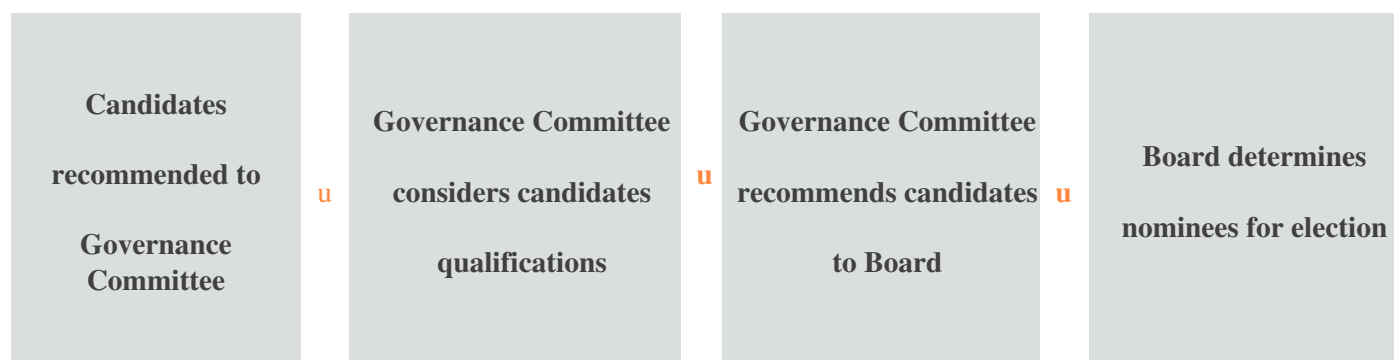 Candidates
recommended to
Governance
Committee
u
Governance Committee
considers candidates
qualifications
u
Governance Committee
recommends candidates
to Board
u
Board determines
nominees for election